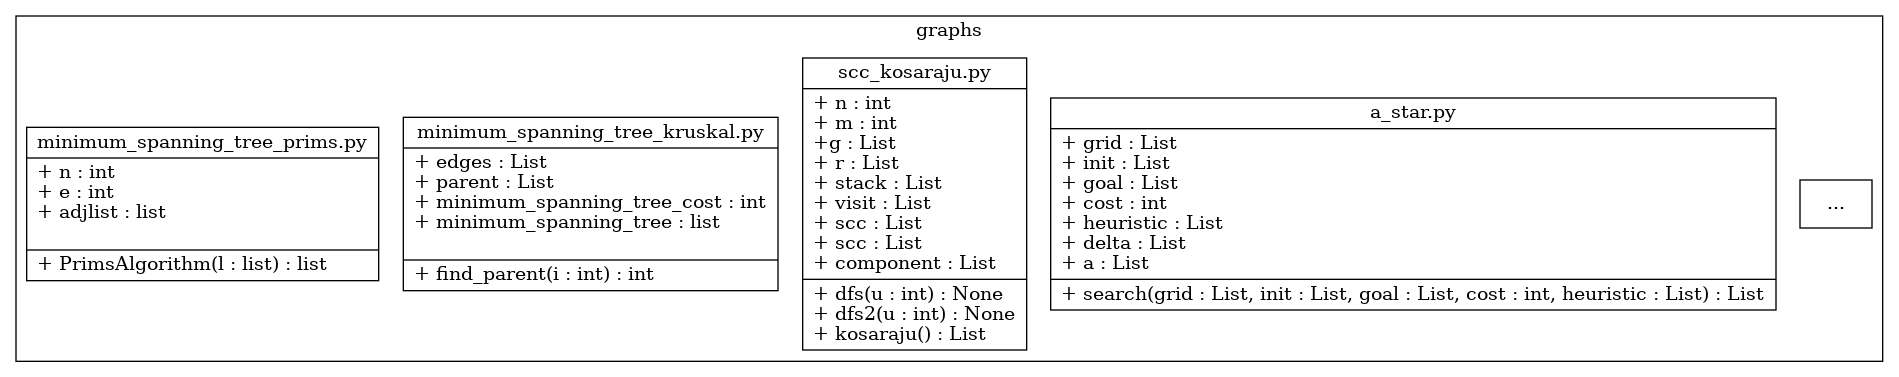 graphs
minimum_spanning_tree_prims.py
+ n : int
+ e : int
+ adjlist : list
+ PrimsAlgorithm(l : list) : list
minimum_spanning_tree_kruskal.py
+ edges : List
+ parent : List
+ minimum_spanning_tree_cost : int
+ minimum_spanning_tree : list
+ find_parent(i : int) : int
scc_kosaraju.py
+ n : int
+ m : int
+g : List
+ r : List
+ stack : List
+ visit : List
+ scc : List
+ scc : List
+ component : List
+ dfs(u : int) : None
+ dfs2(u : int) : None
+ kosaraju() : List
a_star.py
+ grid : List
+ init : List
+ goal : List
+ cost : int
+ heuristic : List
+ delta : List
+ a : List
+ search(grid : List, init : List, goal : List, cost : int, heuristic : List) : List
...